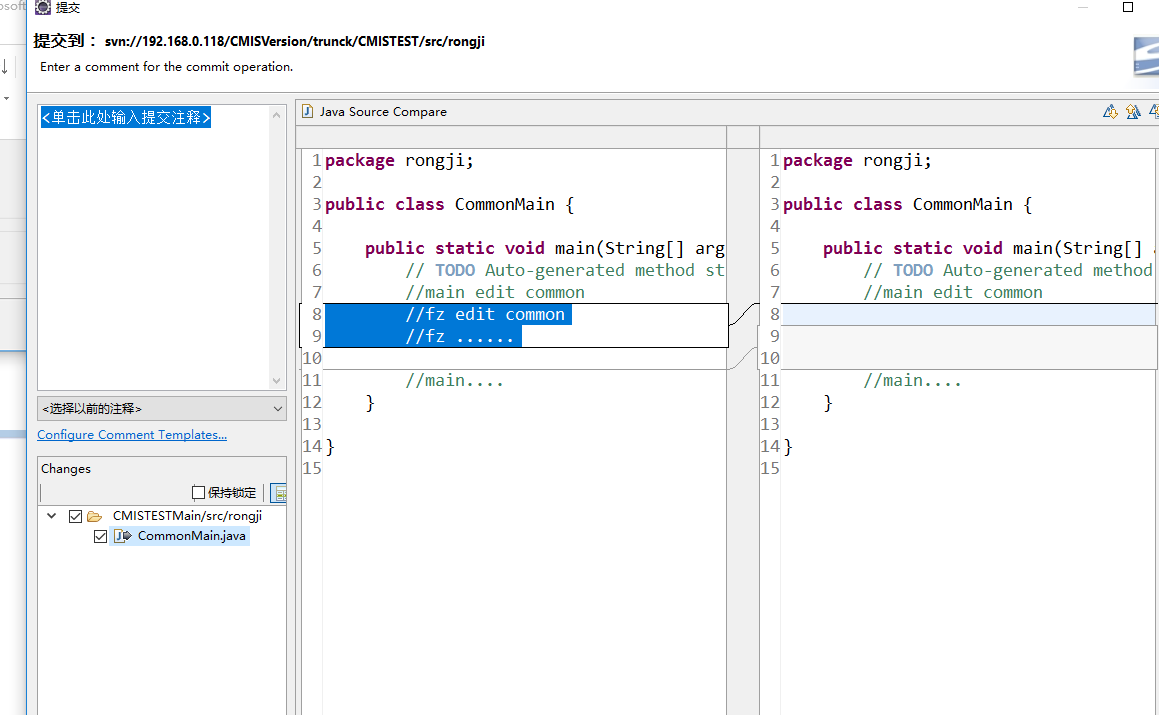 提交
提交到： svn://192.168.0.118/CMISVersion/trunck/CMISTEST/src/rongji
Enter a comment for the commit operation.
<单击此处输入提交注释>
<选择以前的注释>
Configure Comment Templates...
Changes
保持锁定
CMISTESTMain/src/rongji
CommonMain.java
Java Source Compare
1 package rongji;
2
3 public class CommonMain {
4
5 public static void main(String[] arg
6 // TODO Auto-generated method st
7 //main edit common
8 //fz edit common
9 //fz ......
10
11 //main....
12 }
13
14 }
15
1 package rongji;
2
3 public class CommonMain {
4
5 public static void main(String[]
6 // TODO Auto-generated method
7 //main edit common
8
9
10
11 //main....
12 }
13
14 }
15